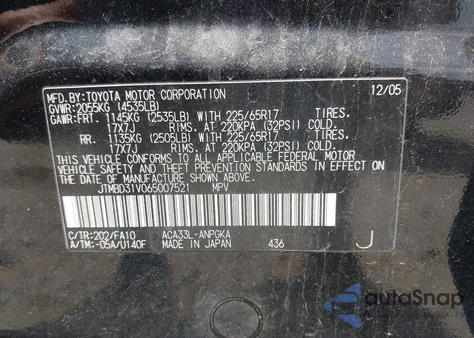 MFD.BY:TOYOTA MOTOR CORPORATION 12/05
GVWR:2055KG (4535LB)
GAWR:FRT. 1145KG (2535LB) WITH 225/65R17 TIRES.
17X7J RIMS. AT 220KPA (32PSI) COLD.
RR. 1135KG (2505LB) WITH 225/65R17 TIRES.
17X7J RIMS. AT 220KPA (32PSI) COLD.
THIS VEHICLE CONFORMS TO ALL APPLICABLE FEDERAL MOTOR
VEHICLE SAFETY AND BUMPER STANDARDS IN EFFECT ON
THE DATE OF MANUFACTURE SHOWN ABOVE.
JTMBD31V065007521 MPV
C/TR:202/FA10 ACA33L-ANPGKA
A/TM:-05A/U140F MADE IN JAPAN 436 J
autoSnap